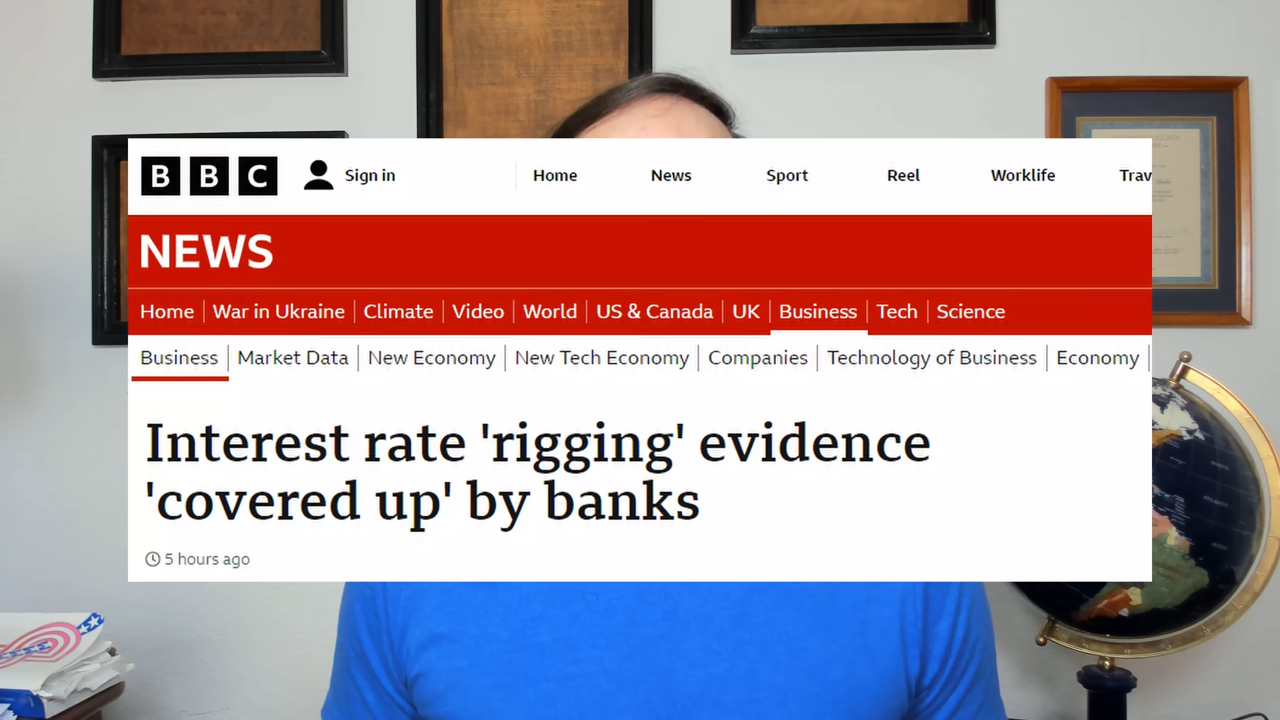 BBC Sign in Home News Sport Reel Worklife Trav
NEWS
Home War in Ukraine Climate Video World US & Canada UK Business Tech Science
Business Market Data New Economy New Tech Economy Companies Technology of Business Economy
Interest rate 'rigging' evidence
'covered up' by banks
5 hours ago